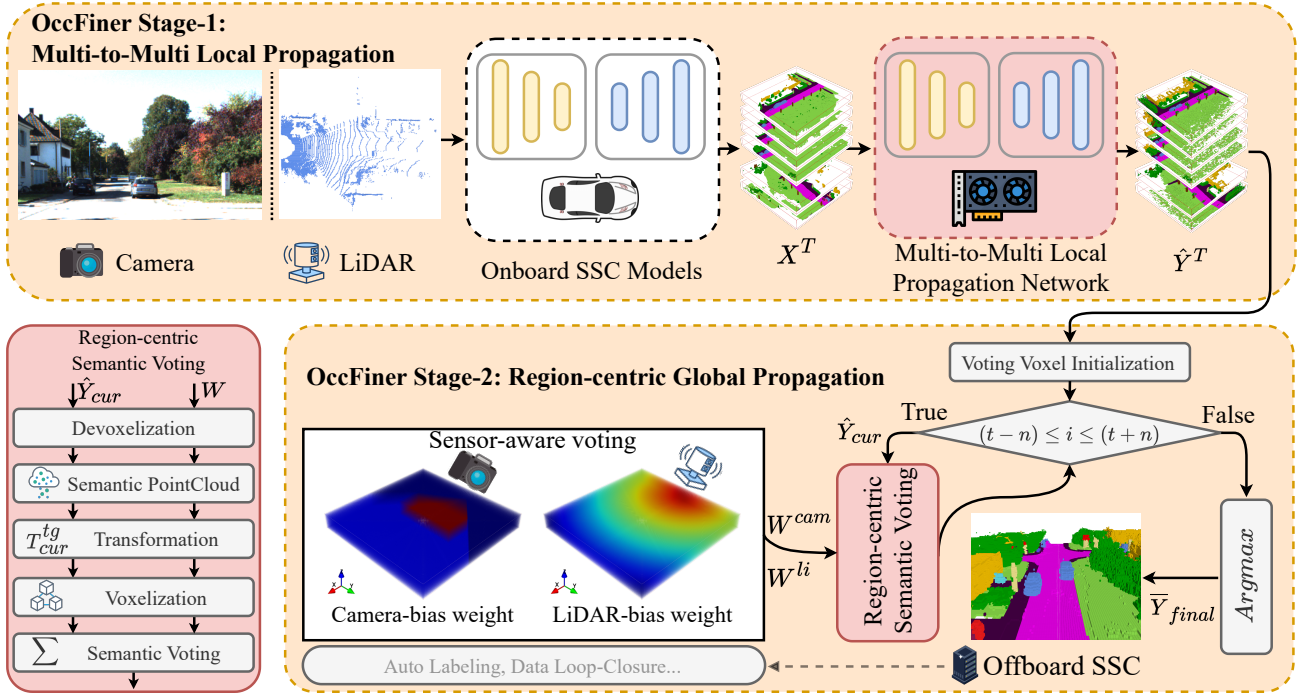 OccFiner Stage-1:
Multi-to-Multi Local Propagation
Camera
LiDAR
Onboard SSC Models
X^T
Multi-to-Multi Local
Propagation Network
Ŷ^T
Region-centric
Semantic Voting
Ŷ_cur
W
Devoxelization
Semantic PointCloud
T_cur^tg Transformation
Voxelization
∑ Semantic Voting
OccFiner Stage-2: Region-centric Global Propagation
Sensor-aware voting
X
Y
Camera-bias weight
X
Y
LiDAR-bias weight
Auto Labeling, Data Loop-Closure...
W^cam
W^li
Voting Voxel Initialization
True
False
(t − n) ≤ i ≤ (t + n)
Ŷ_cur
Region-centric
Semantic Voting
Argmax
Y̅_final
Offboard SSC